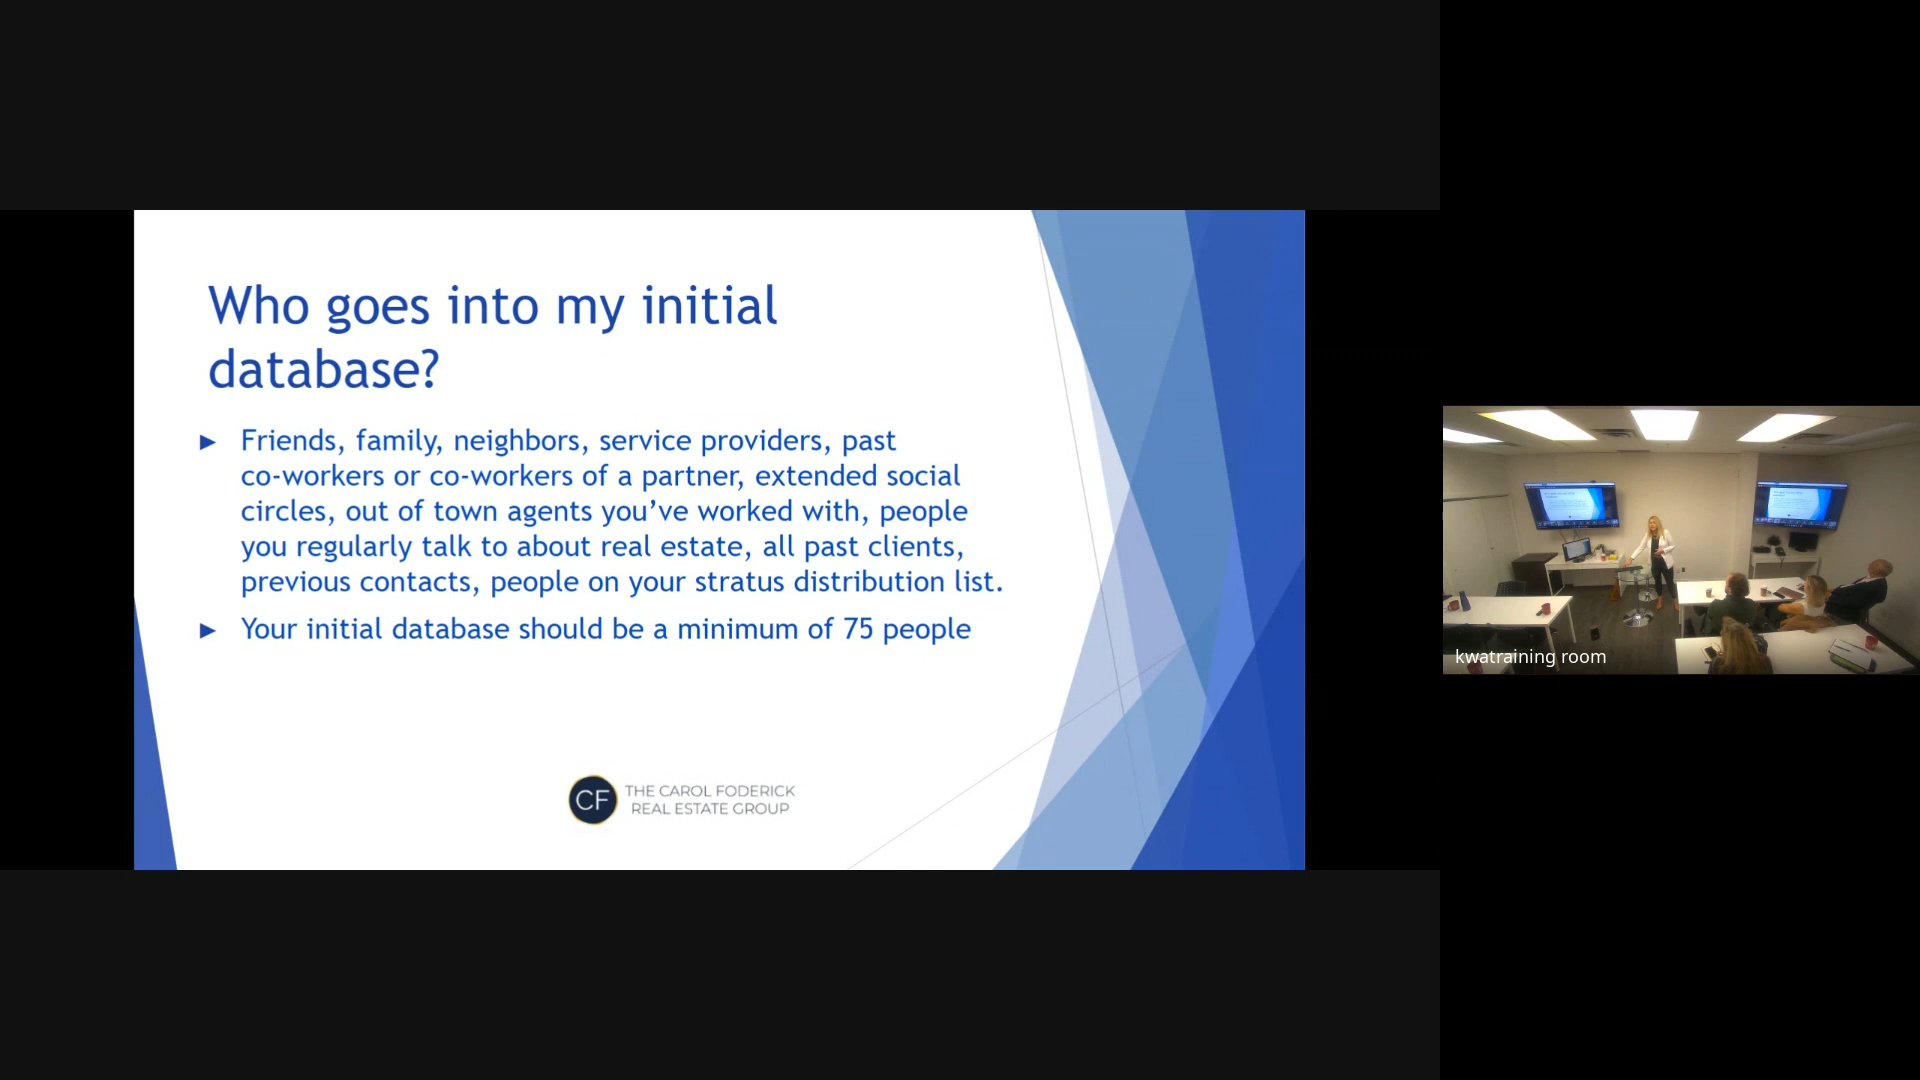 Who goes into my initial
database?
► Friends, family, neighbors, service providers, past
co-workers or co-workers of a partner, extended social
circles, out of town agents you’ve worked with, people
you regularly talk to about real estate, all past clients,
previous contacts, people on your stratus distribution list.
► Your initial database should be a minimum of 75 people
CF
THE CAROL FODERICK
REAL ESTATE GROUP
kwatraining room